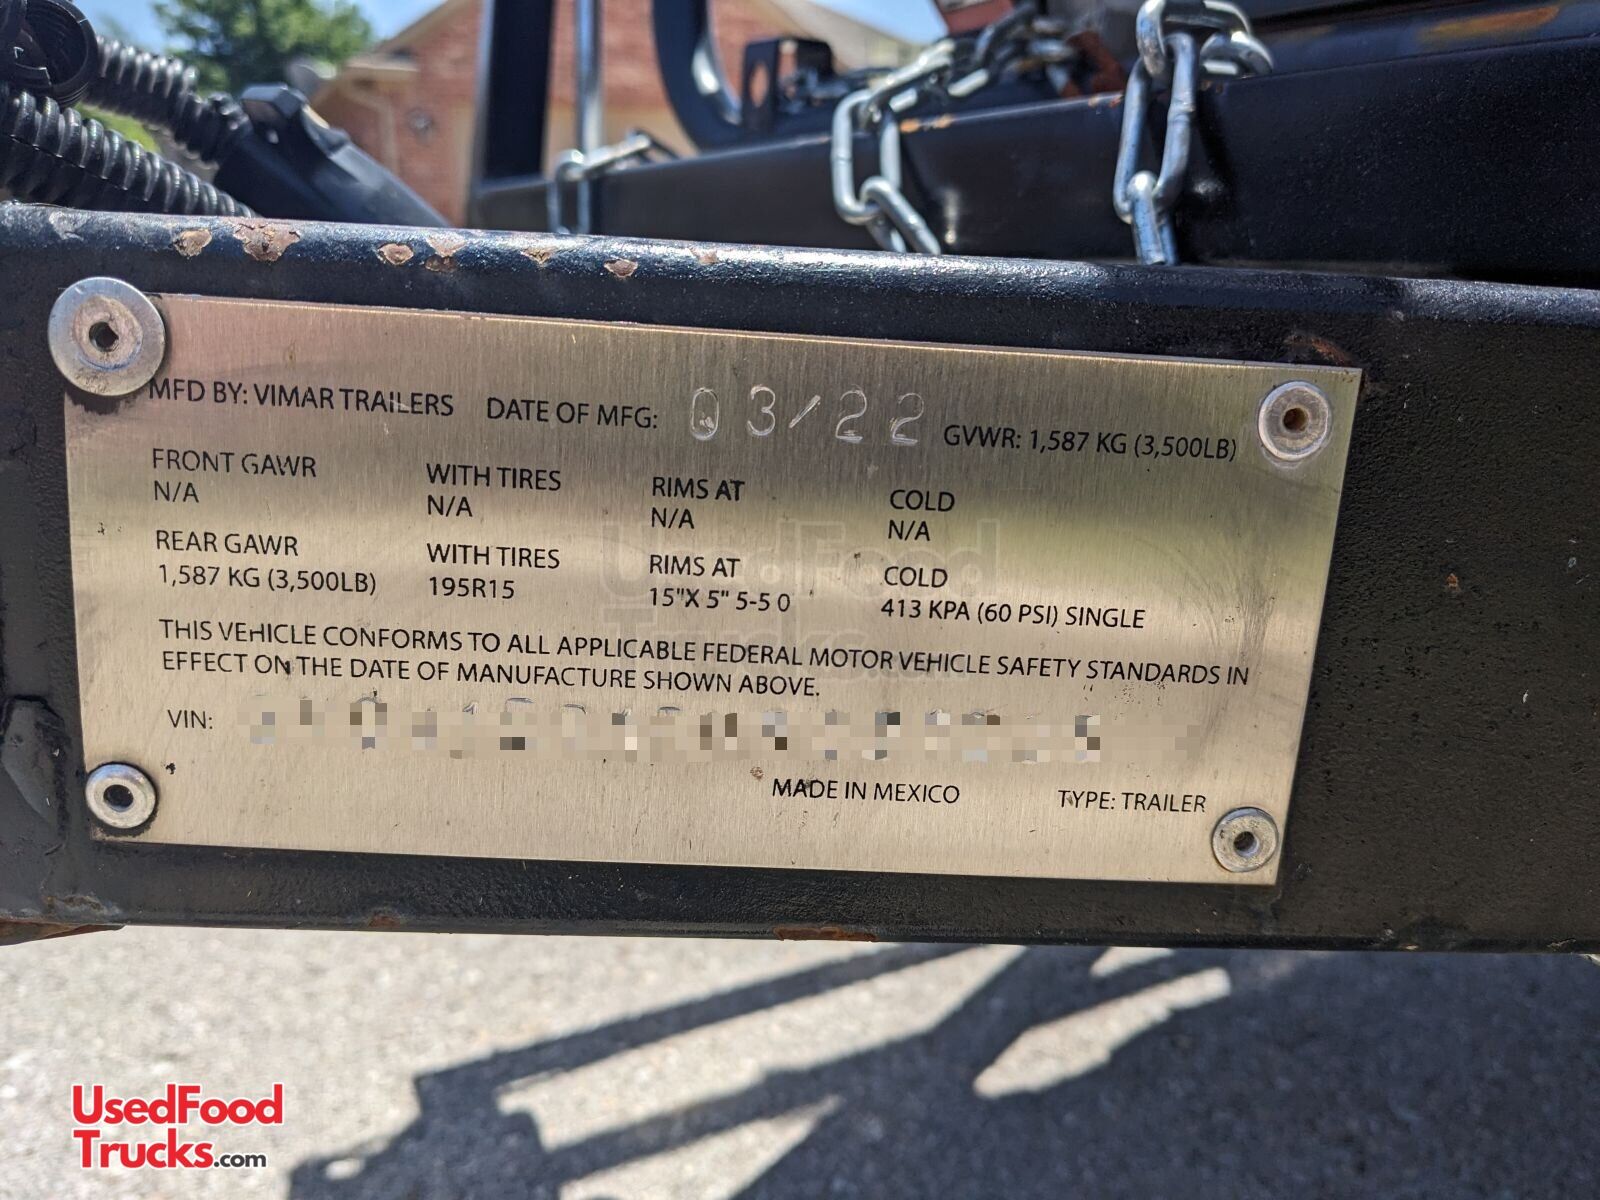 MFD BY: VIMAR TRAILERS DATE OF MFG: 03/22 GVWR: 1,587 KG (3,500LB)
FRONT GAWR WITH TIRES RIMS AT COLD
N/A N/A N/A N/A
REAR GAWR WITH TIRES RIMS AT COLD
1,587 KG (3,500LB) 195R15 15"X 5" 5-5 0 413 KPA (60 PSI) SINGLE
THIS VEHICLE CONFORMS TO ALL APPLICABLE FEDERAL MOTOR VEHICLE SAFETY STANDARDS IN
EFFECT ON THE DATE OF MANUFACTURE SHOWN ABOVE.
VIN:
MADE IN MEXICO TYPE: TRAILER
UsedFood
Trucks.com
UsedFood
Trucks.com